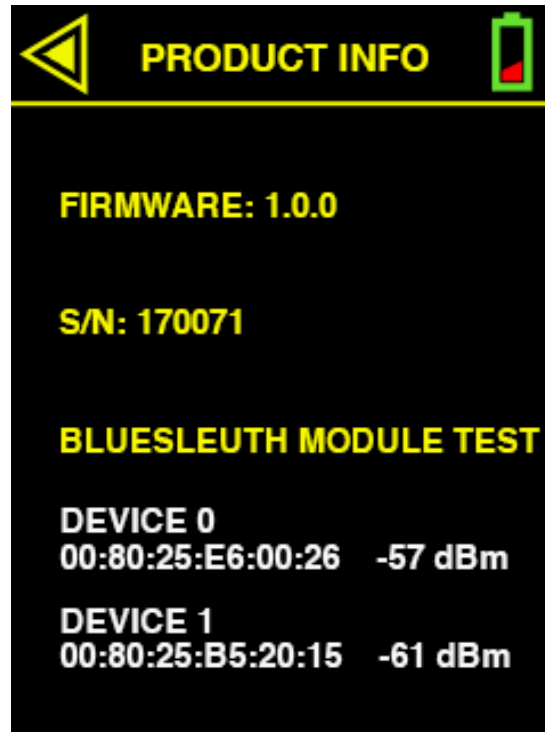 PRODUCT INFO
FIRMWARE: 1.0.0
S/N: 170071
BLUESLEUTH MODULE TEST
DEVICE 0
00:80:25:E6:00:26 -57 dBm
DEVICE 1
00:80:25:B5:20:15 -61 dBm